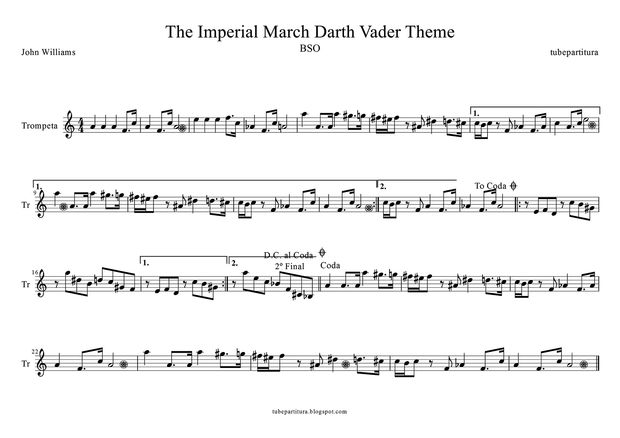 The Imperial March Darth Vader Theme
BSO
John Williams
tubepartitura
Trompeta
1.
1.
9
Tr
2.
To Coda
16
Tr
1.
2.
D.C. al Coda
2º Final
Coda
22
Tr
tubepartitura.blogspot.com